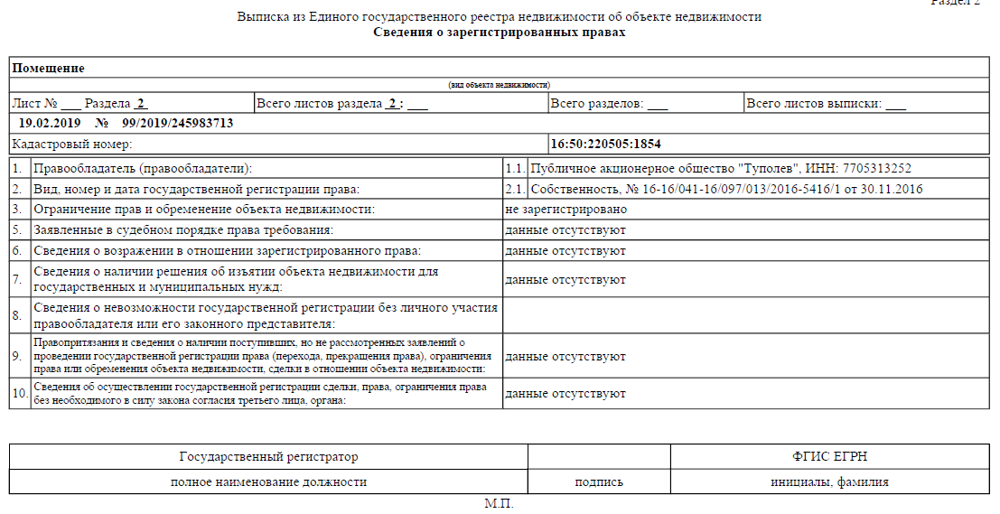 Раздел 2
Выписка из Единого государственного реестра недвижимости об объекте недвижимости
Сведения о зарегистрированных правах
Помещение
(вид объекта недвижимости)
Лист № ___ Раздела 2 Всего листов раздела 2 : ___ Всего разделов: ___ Всего листов выписки: ___
19.02.2019 № 99/2019/245983713
Кадастровый номер: 16:50:220505:1854
1. Правообладатель (правообладатели): 1.1. Публичное акционерное общество "Туполев", ИНН: 7705313252
2. Вид, номер и дата государственной регистрации права: 2.1. Собственность, № 16-16/041-16/097/013/2016-5416/1 от 30.11.2016
3. Ограничение прав и обременение объекта недвижимости: не зарегистрировано
5. Заявленные в судебном порядке права требования: данные отсутствуют
6. Сведения о возражении в отношении зарегистрированного права: данные отсутствуют
7. Сведения о наличии решения об изъятии объекта недвижимости для
государственных и муниципальных нужд: данные отсутствуют
8. Сведения о невозможности государственной регистрации без личного участия
правообладателя или его законного представителя:
9. Правопритязания и сведения о наличии поступивших, но не рассмотренных заявлений о
проведении государственной регистрации права (перехода, прекращения права), ограничения
права или обременения объекта недвижимости, сделки в отношении объекта недвижимости: данные отсутствуют
10. Сведения об осуществлении государственной регистрации сделки, права, ограничения права
без необходимого в силу закона согласия третьего лица, органа: данные отсутствуют
Государственный регистратор ФГИС ЕГРН
полное наименование должности подпись инициалы, фамилия
М.П.